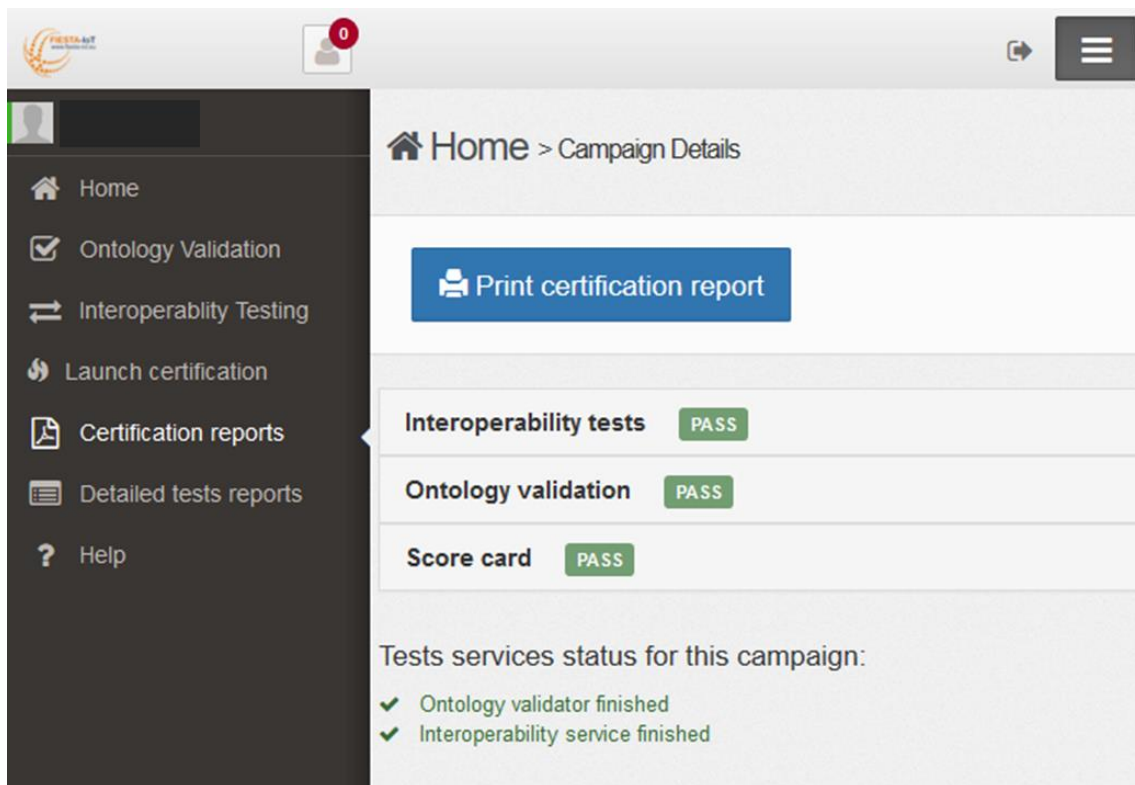 FIESTA-IoT
0
Home > Campaign Details
Home
Ontology Validation
Interoperablity Testing
Launch certification
Certification reports
Detailed tests reports
? Help
Print certification report
Interoperability tests PASS
Ontology validation PASS
Score card PASS
Tests services status for this campaign:
Ontology validator finished
Interoperability service finished